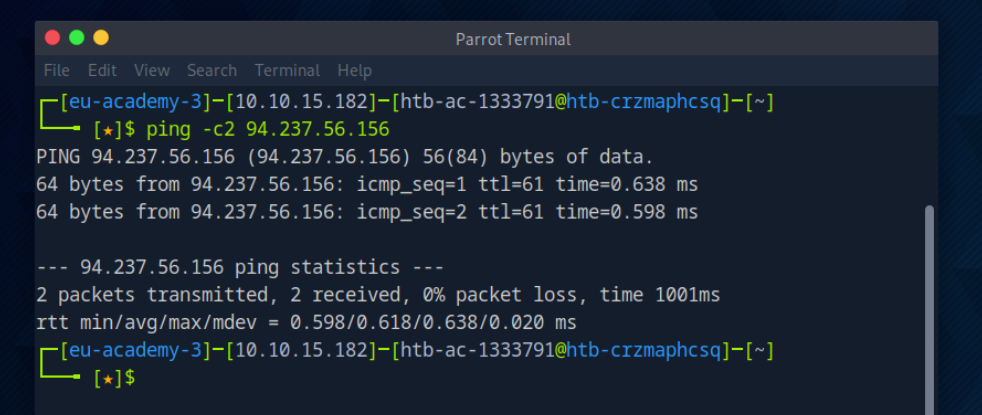 Parrot Terminal
File Edit View Search Terminal Help
┌─[eu-academy-3]─[10.10.15.182]─[htb-ac-1333791@htb-crzmaphcsq]─[~]
└──╼ [★]$ ping -c2 94.237.56.156
PING 94.237.56.156 (94.237.56.156) 56(84) bytes of data.
64 bytes from 94.237.56.156: icmp_seq=1 ttl=61 time=0.638 ms
64 bytes from 94.237.56.156: icmp_seq=2 ttl=61 time=0.598 ms

--- 94.237.56.156 ping statistics ---
2 packets transmitted, 2 received, 0% packet loss, time 1001ms
rtt min/avg/max/mdev = 0.598/0.618/0.638/0.020 ms
┌─[eu-academy-3]─[10.10.15.182]─[htb-ac-1333791@htb-crzmaphcsq]─[~]
└──╼ [★]$